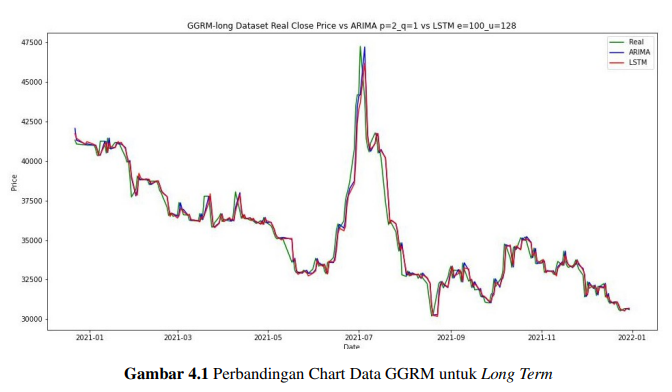 GGRM-long Dataset Real Close Price vs ARIMA p=2_q=1 vs LSTM e=100_u=128
Real
ARIMA
LSTM
47500
45000
42500
40000
37500
35000
32500
30000
Price
2021-01
2021-03
2021-05
2021-07
2021-09
2021-11
2022-01
Date
Gambar 4.1 Perbandingan Chart Data GGRM untuk Long Term